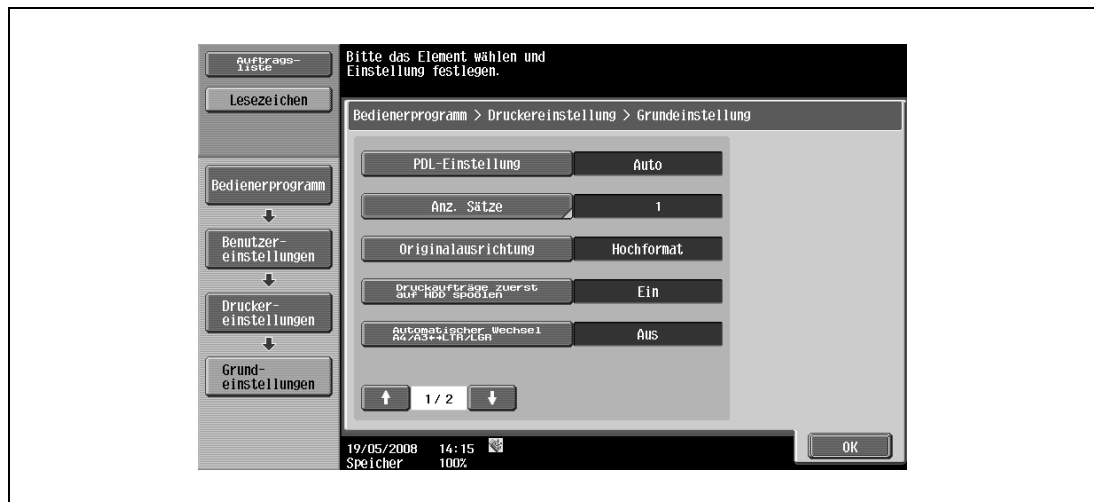 Auftrags-
liste
Lesezeichen
Bedienerprogramm
Benutzer-
einstellungen
Drucker-
einstellungen
Grund-
einstellungen
Bitte das Element wählen und
Einstellung festlegen.
Bedienerprogramm > Druckereinstellung > Grundeinstellung
PDL-Einstellung Auto
Anz. Sätze 1
Originalausrichtung Hochformat
Druckaufträge zuerst
auf HDD spoolen
Ein
Automatischer Wechsel
A4/A3↔LTR/LGR
Aus
1/2
19/05/2008 14:15
Speicher 100%
OK